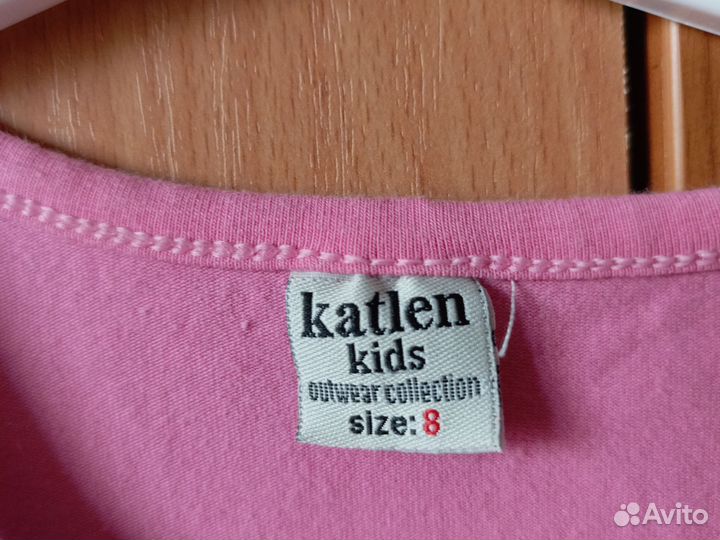 katlen
kids
outwear collection
size: 8
Avito